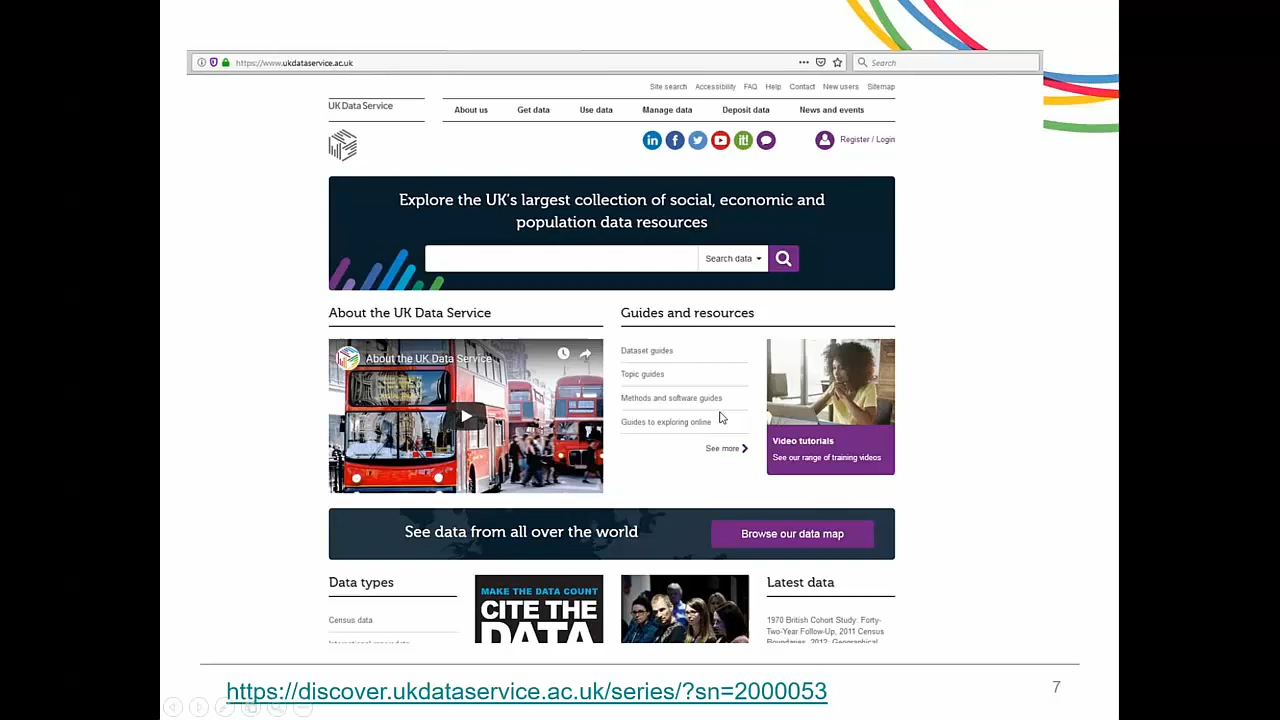 https://www.ukdataservice.ac.uk
Search
Site search Accessibility FAQ Help Contact New users Sitemap
UK Data Service
About us Get data Use data Manage data Deposit data News and events
in f it! Register / Login
Explore the UK's largest collection of social, economic and
population data resources
Search data
About the UK Data Service
Guides and resources
About the UK Data Service
Dataset guides
Topic guides
Methods and software guides
Guides to exploring online
See more
Video tutorials
See our range of training videos
See data from all over the world
Browse our data map
Data types
Census data
MAKE THE DATA COUNT
CITE THE
DATA
Latest data
1970 British Cohort Study: Forty-
Two-Year Follow-Up, 2011 Census
Boundaries, 2012; Geographical
https://discover.ukdataservice.ac.uk/series/?sn=2000053
7